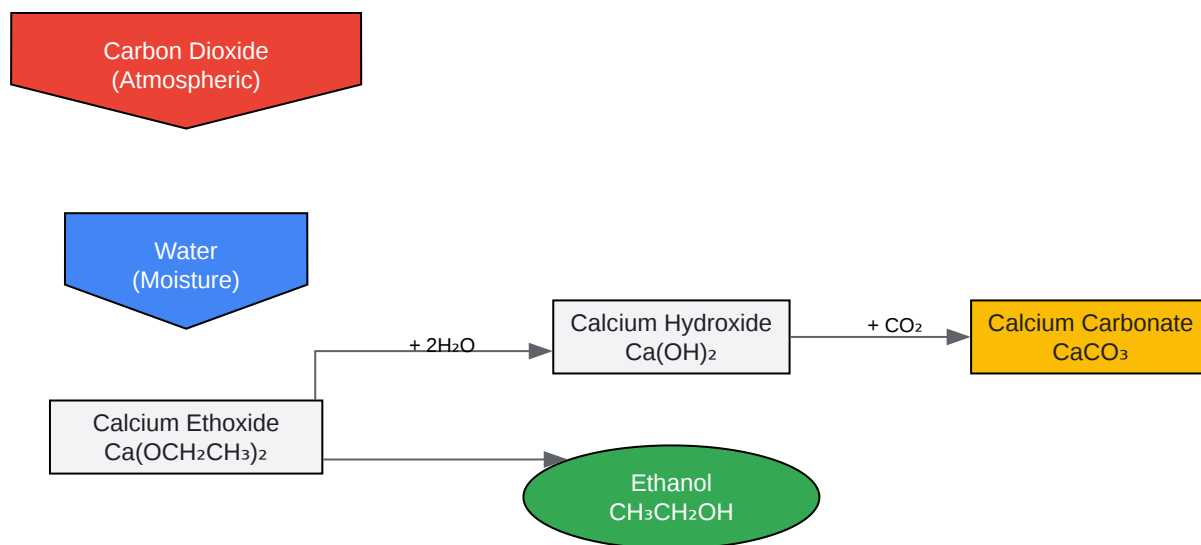 Carbon Dioxide
(Atmospheric)
Water
(Moisture)
Calcium Hydroxide
Ca(OH)₂
+ CO₂
Calcium Carbonate
CaCO₃
+ 2H₂O
Calcium Ethoxide
Ca(OCH₂CH₃)₂
Ethanol
CH₃CH₂OH